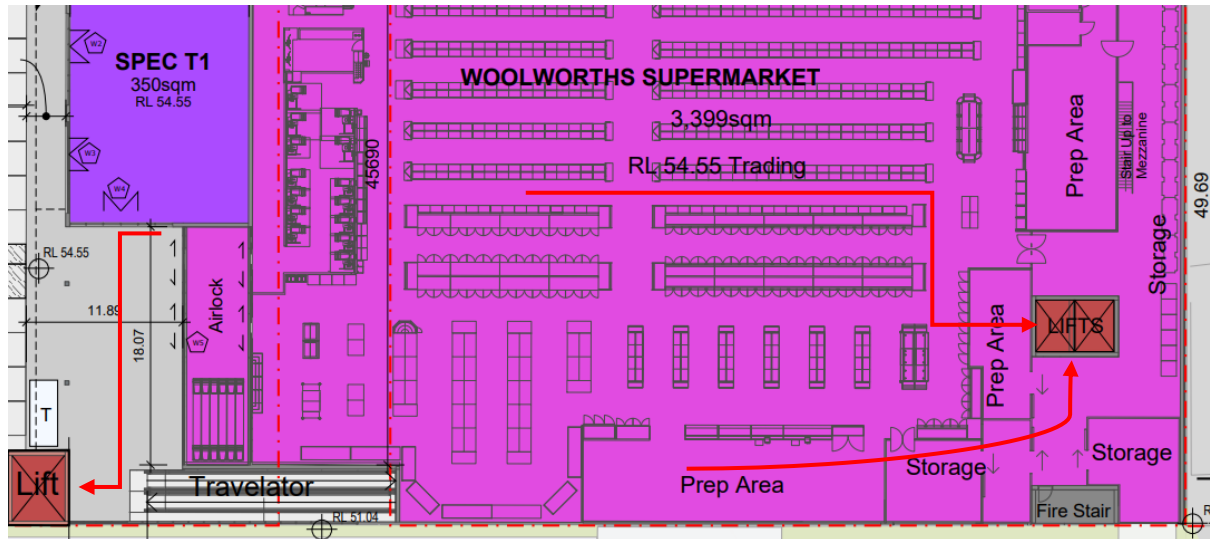 W2
SPEC T1
350sqm
RL 54.55
W3
W4
WOOLWORTHS SUPERMARKET
3,399sqm
RL 54.55 Trading
45690
Prep Area
Stair Up to
Mezzanine
49.69
Storage
RL 54.55
11.89
18.07
Airlock
W5
LIFTS
Prep Area
T
Lift
Travelator
RL 51.04
Prep Area
Storage
Storage
Fire Stair
R